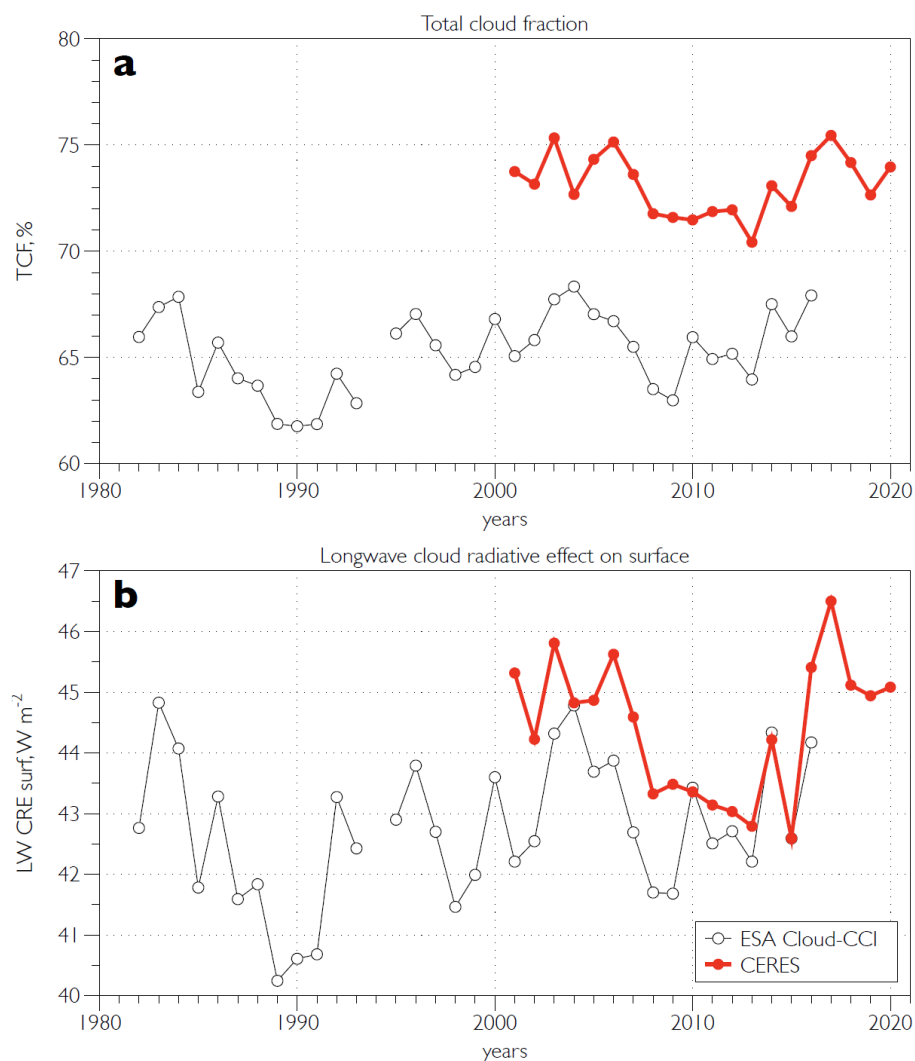 Total cloud fraction
a
80
75
70
65
60
TCF, %
1980
1990
2000
2010
2020
years
Longwave cloud radiative effect on surface
b
47
46
45
44
43
42
41
40
LW CRE surf, W m⁻²
ESA Cloud-CCI
CERES
1980
1990
2000
2010
2020
years